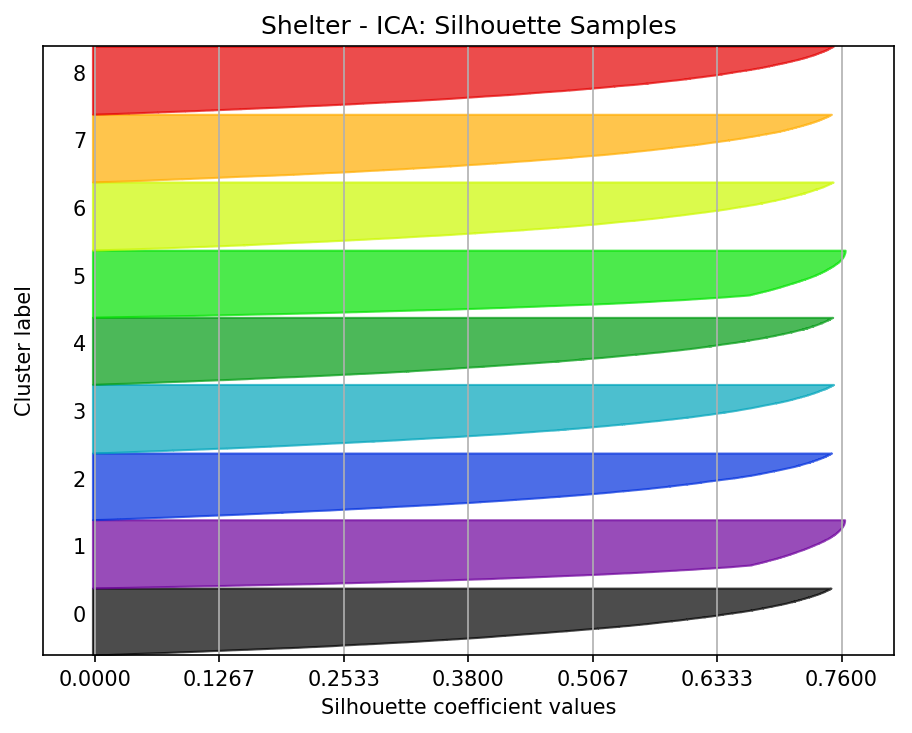 Shelter - ICA: Silhouette Samples
Cluster label
8
7
6
5
4
3
2
1
0
0.0000 0.1267 0.2533 0.3800 0.5067 0.6333 0.7600
Silhouette coefficient values